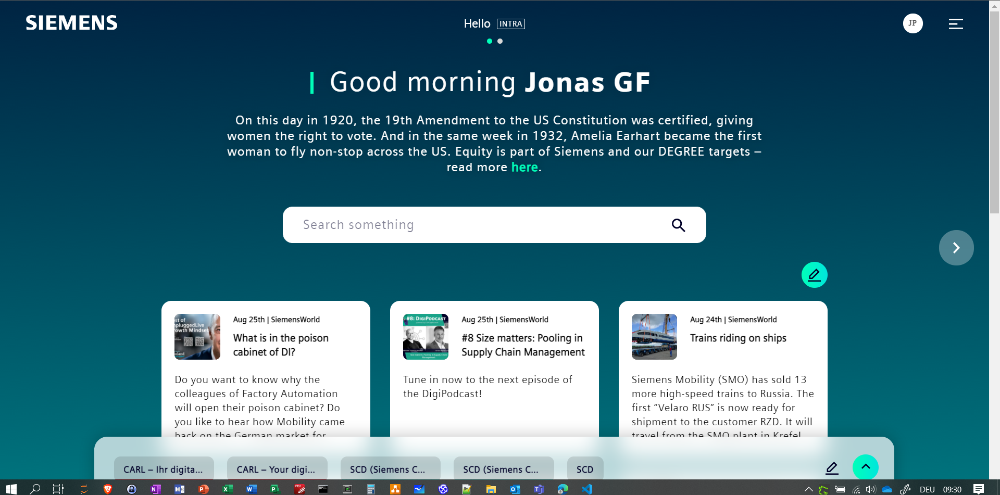 SIEMENS
Hello INTRA
JP
Good morning Jonas GF
On this day in 1920, the 19th Amendment to the US Constitution was certified, giving
women the right to vote. And in the same week in 1932, Amelia Earhart became the first
woman to fly non-stop across the US. Equity is part of Siemens and our DEGREE targets –
read more here.
Search something
Aug 25th | SiemensWorld
What is in the poison
cabinet of DI?
Do you want to know why the
colleagues of Factory Automation
will open their poison cabinet? Do
you like to hear how Mobility came
back on the German market for
#8: DIGIPODCAST
Aug 25th | SiemensWorld
#8 Size matters: Pooling in
Supply Chain Management
Tune in now to the next episode of
the DigiPodcast!
Aug 24th | SiemensWorld
Trains riding on ships
Siemens Mobility (SMO) has sold 13
more high-speed trains to Russia. The
first “Velaro RUS” is now ready for
shipment to the customer RZD. It will
travel from the SMO plant in Krefel
CARL – Ihr digita...
CARL – Your digi...
SCD (Siemens C...
SCD (Siemens C...
SCD
DEU
09:30